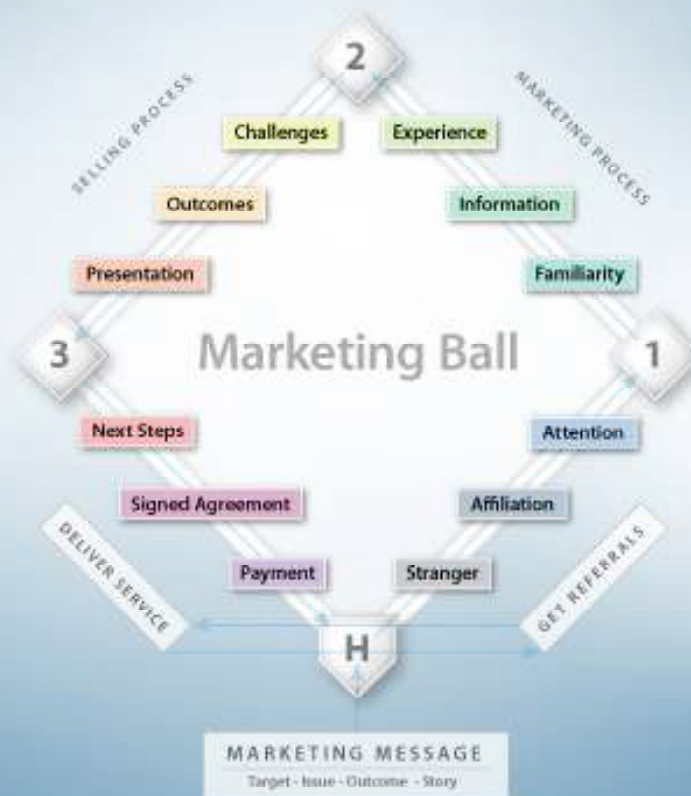 2
SELLING PROCESS
MARKETING PROCESS
Challenges
Experience
Outcomes
Information
Presentation
Familiarity
3
Marketing Ball
1
Next Steps
Attention
Signed Agreement
Affiliation
DELIVER SERVICE
GET REFERRALS
Payment
Stranger
H
MARKETING MESSAGE
Target - Issue - Outcome - Story